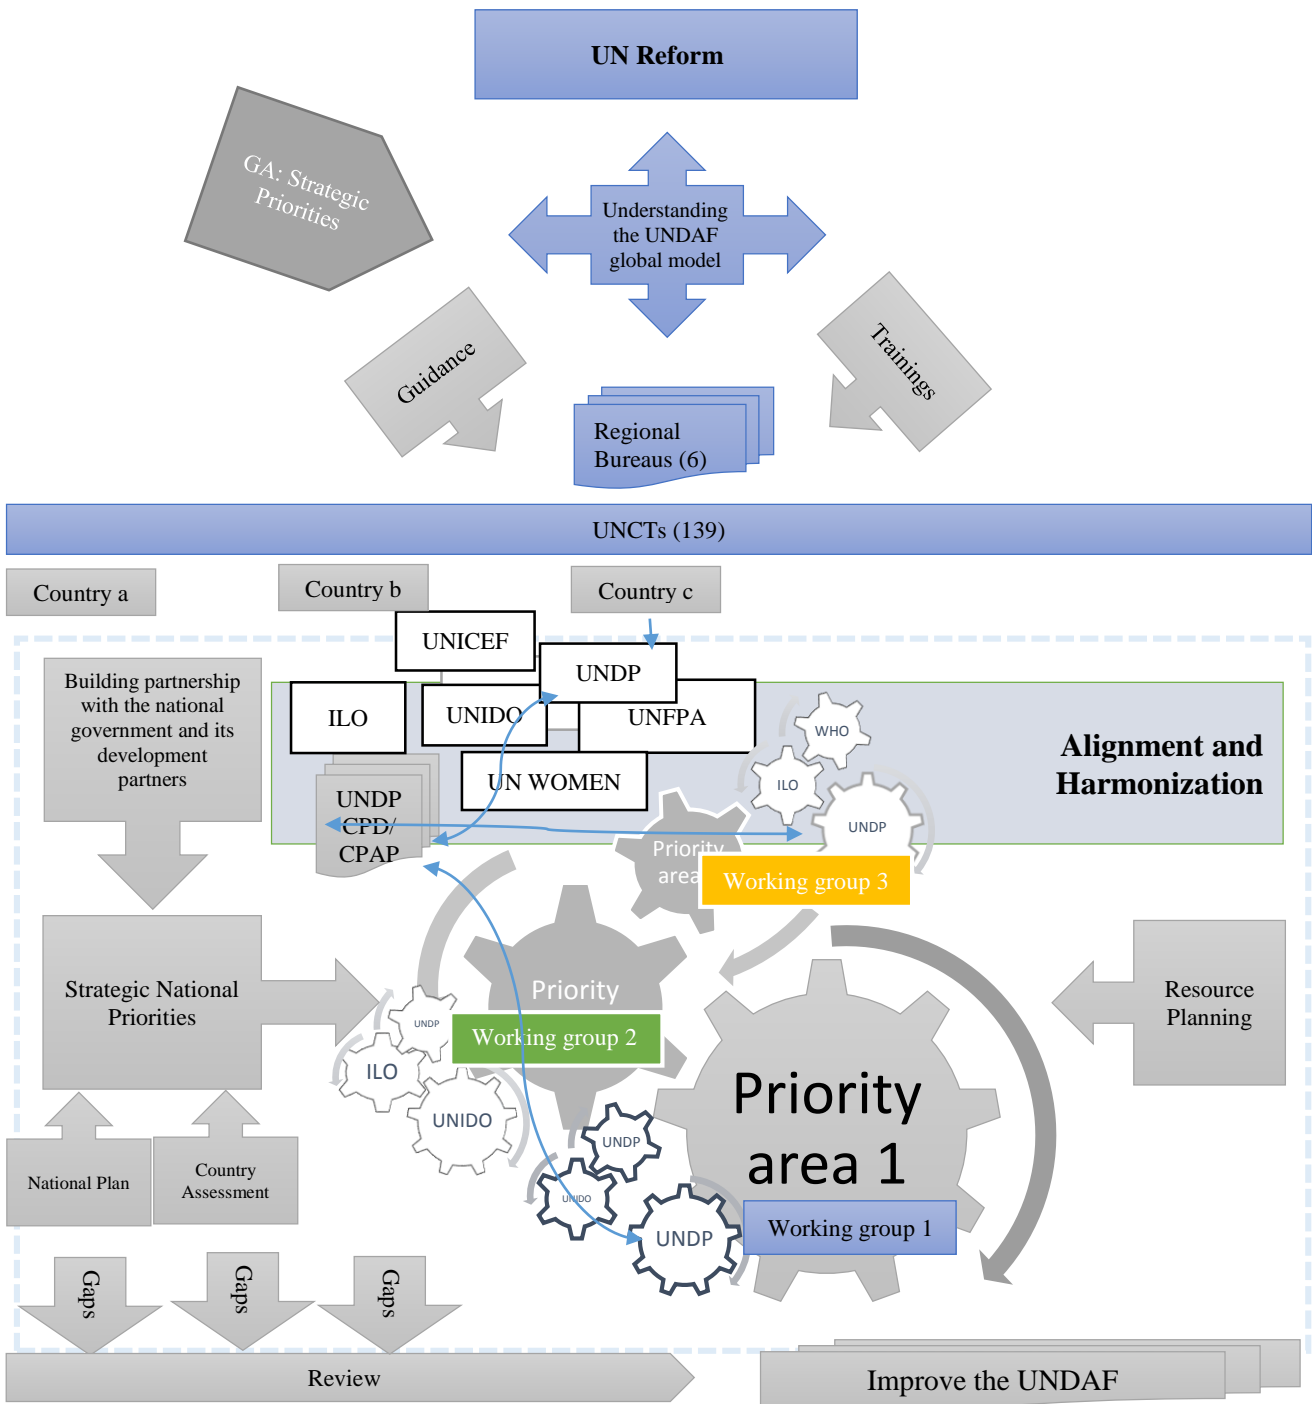 UN Reform
GA: Strategic
Priorities
Understanding
the UNDAF
global model
Guidance
Trainings
Regional
Bureaus (6)
UNCTs (139)
Country a
Country b
Country c
UNICEF
UNDP
Building partnership
with the national
government and its
development
partners
ILO
UNIDO
UNFPA
WHO
Alignment and
Harmonization
UN WOMEN
ILO
UNDP
CPD/
CPAP
UNDP
Priority
area
Working group 3
Strategic National
Priorities
Priority
Resource
Planning
UNDP
Working group 2
ILO
UNIDO
Priority
area 1
National Plan
Country
Assessment
UNDP
UNIDO
UNDP
Working group 1
Gaps
Gaps
Gaps
Review
Improve the UNDAF